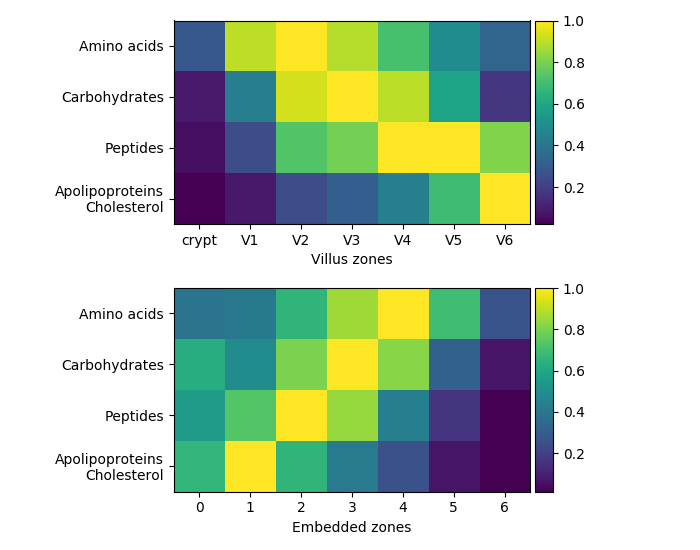 Amino acids
Carbohydrates
Peptides
Apolipoproteins
Cholesterol
crypt V1 V2 V3 V4 V5 V6
Villus zones
1.0
0.8
0.6
0.4
0.2
Amino acids
Carbohydrates
Peptides
Apolipoproteins
Cholesterol
0 1 2 3 4 5 6
Embedded zones
1.0
0.8
0.6
0.4
0.2